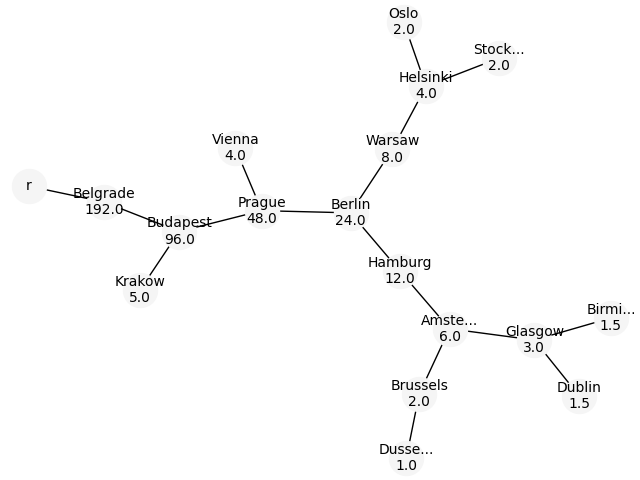 Oslo
2.0
Stock...
2.0
Helsinki
4.0
Vienna
4.0
Warsaw
8.0
r
Belgrade
192.0
Budapest
96.0
Prague
48.0
Berlin
24.0
Krakow
5.0
Hamburg
12.0
Amste...
6.0
Glasgow
3.0
Birmi...
1.5
Brussels
2.0
Dublin
1.5
Dusse...
1.0